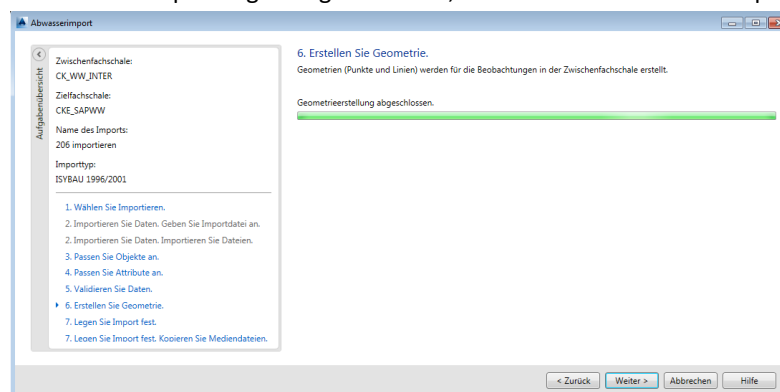 Abwasserimport
Aufgabenübersicht
Zwischenfachschale:
CK_WW_INTER
Zielfachschale:
CKE_SAPWW
Name des Imports:
206 importieren
Importtyp:
ISYBAU 1996/2001
1. Wählen Sie Importieren.
2. Importieren Sie Daten. Geben Sie Importdatei an.
2. Importieren Sie Daten. Importieren Sie Dateien.
3. Passen Sie Objekte an.
4. Passen Sie Attribute an.
5. Validieren Sie Daten.
6. Erstellen Sie Geometrie.
7. Legen Sie Import fest.
7. Legen Sie Import fest. Kopieren Sie Mediendateien.
6. Erstellen Sie Geometrie.
Geometrien (Punkte und Linien) werden für die Beobachtungen in der Zwischenfachschale erstellt.
Geometrieerstellung abgeschlossen.
< Zurück
Weiter >
Abbrechen
Hilfe